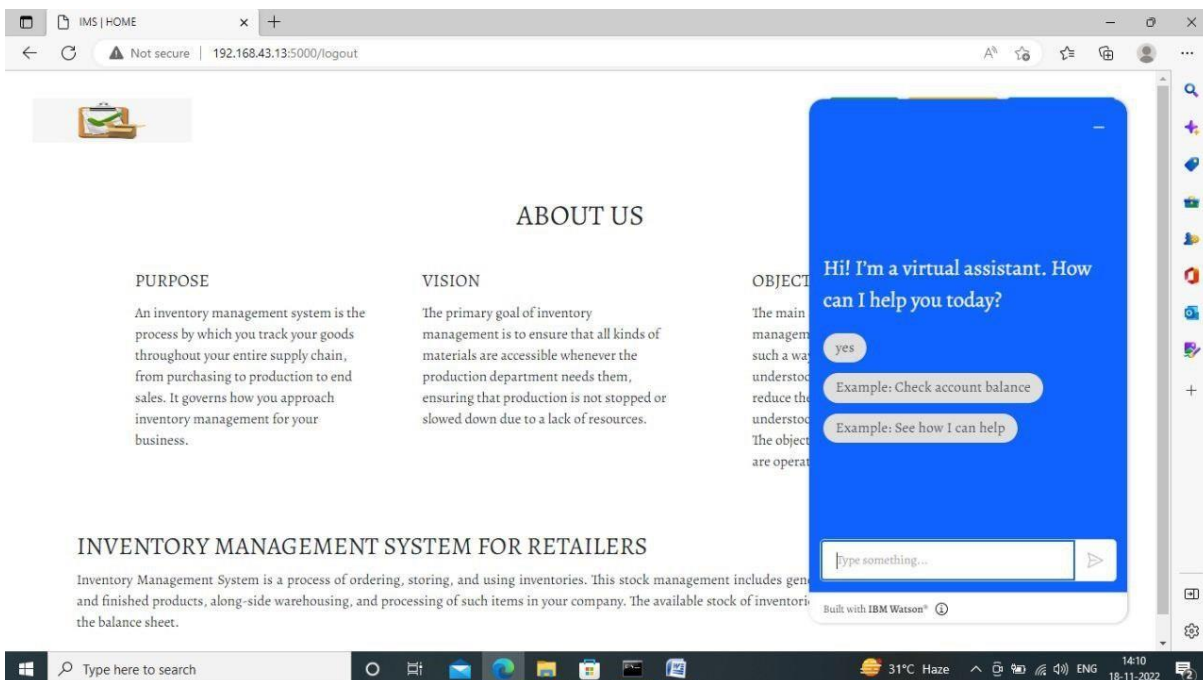 IMS | HOME
Not secure | 192.168.43.13:5000/logout
ABOUT US
PURPOSE
An inventory management system is the
process by which you track your goods
throughout your entire supply chain,
from purchasing to production to end
sales. It governs how you approach
inventory management for your
business.
VISION
The primary goal of inventory
management is to ensure that all kinds of
materials are accessible whenever the
production department needs them,
ensuring that production is not stopped or
slowed down due to a lack of resources.
OBJECT
The main
managem
such a way
understoo
reduce the
understoo
The object
are operat
Hi! I'm a virtual assistant. How
can I help you today?
yes
Example: Check account balance
Example: See how I can help
Type something...
Built with IBM Watson®
INVENTORY MANAGEMENT SYSTEM FOR RETAILERS
Inventory Management System is a process of ordering, storing, and using inventories. This stock management includes gene
and finished products, along-side warehousing, and processing of such items in your company. The available stock of inventori
the balance sheet.
Type here to search
31°C Haze
ENG
14:10
18-11-2022